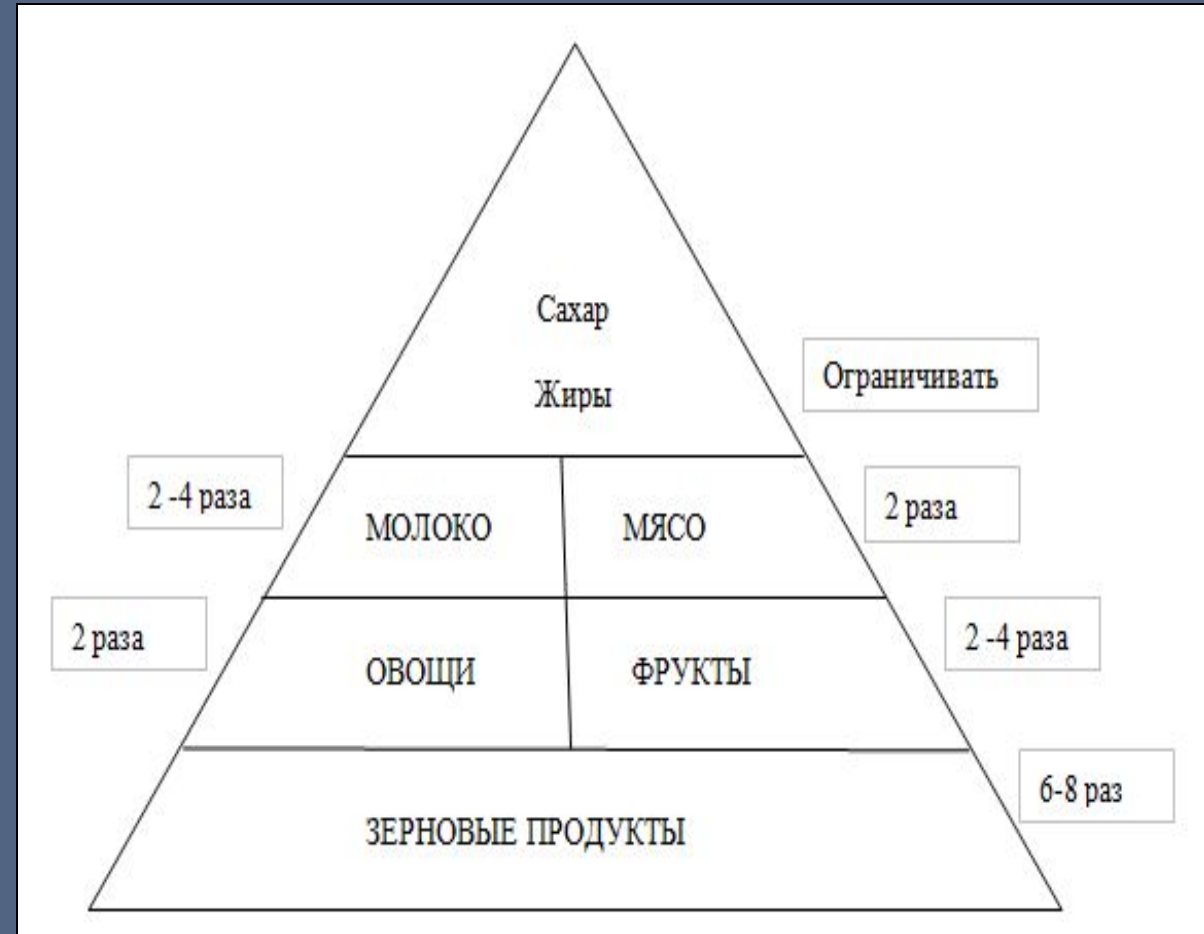 Сахар
Жиры
Ограничивать
2 -4 раза
МОЛОКО
МЯСО
2 раза
2 раза
ОВОЩИ
ФРУКТЫ
2 -4 раза
ЗЕРНОВЫЕ ПРОДУКТЫ
6-8 раз